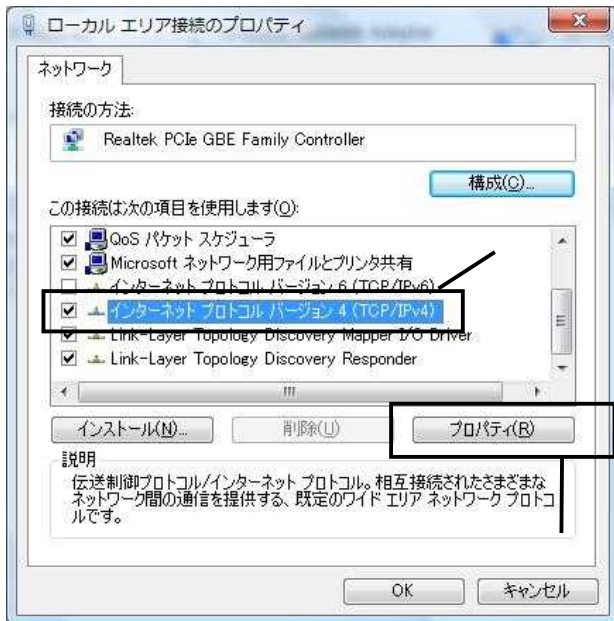 ローカル エリア接続のプロパティ
ネットワーク
接続の方法:
Realtek PCIe GBE Family Controller
構成(C)...
この接続は次の項目を使用します(O):
QoS パケット スケジューラ
Microsoft ネットワーク用ファイルとプリンタ共有
インターネット プロトコル バージョン 6 (TCP/IPv6)
インターネット プロトコル バージョン 4 (TCP/IPv4)
Link-Layer Topology Discovery Mapper I/O Driver
Link-Layer Topology Discovery Responder
インストール(N)...
削除(U)
プロパティ(R)
説明
伝送制御プロトコル/インターネット プロトコル。相互接続されたさまざまな
ネットワーク間の通信を提供する、既定のワイド エリア ネットワーク プロトコ
ルです。
OK
キャンセル